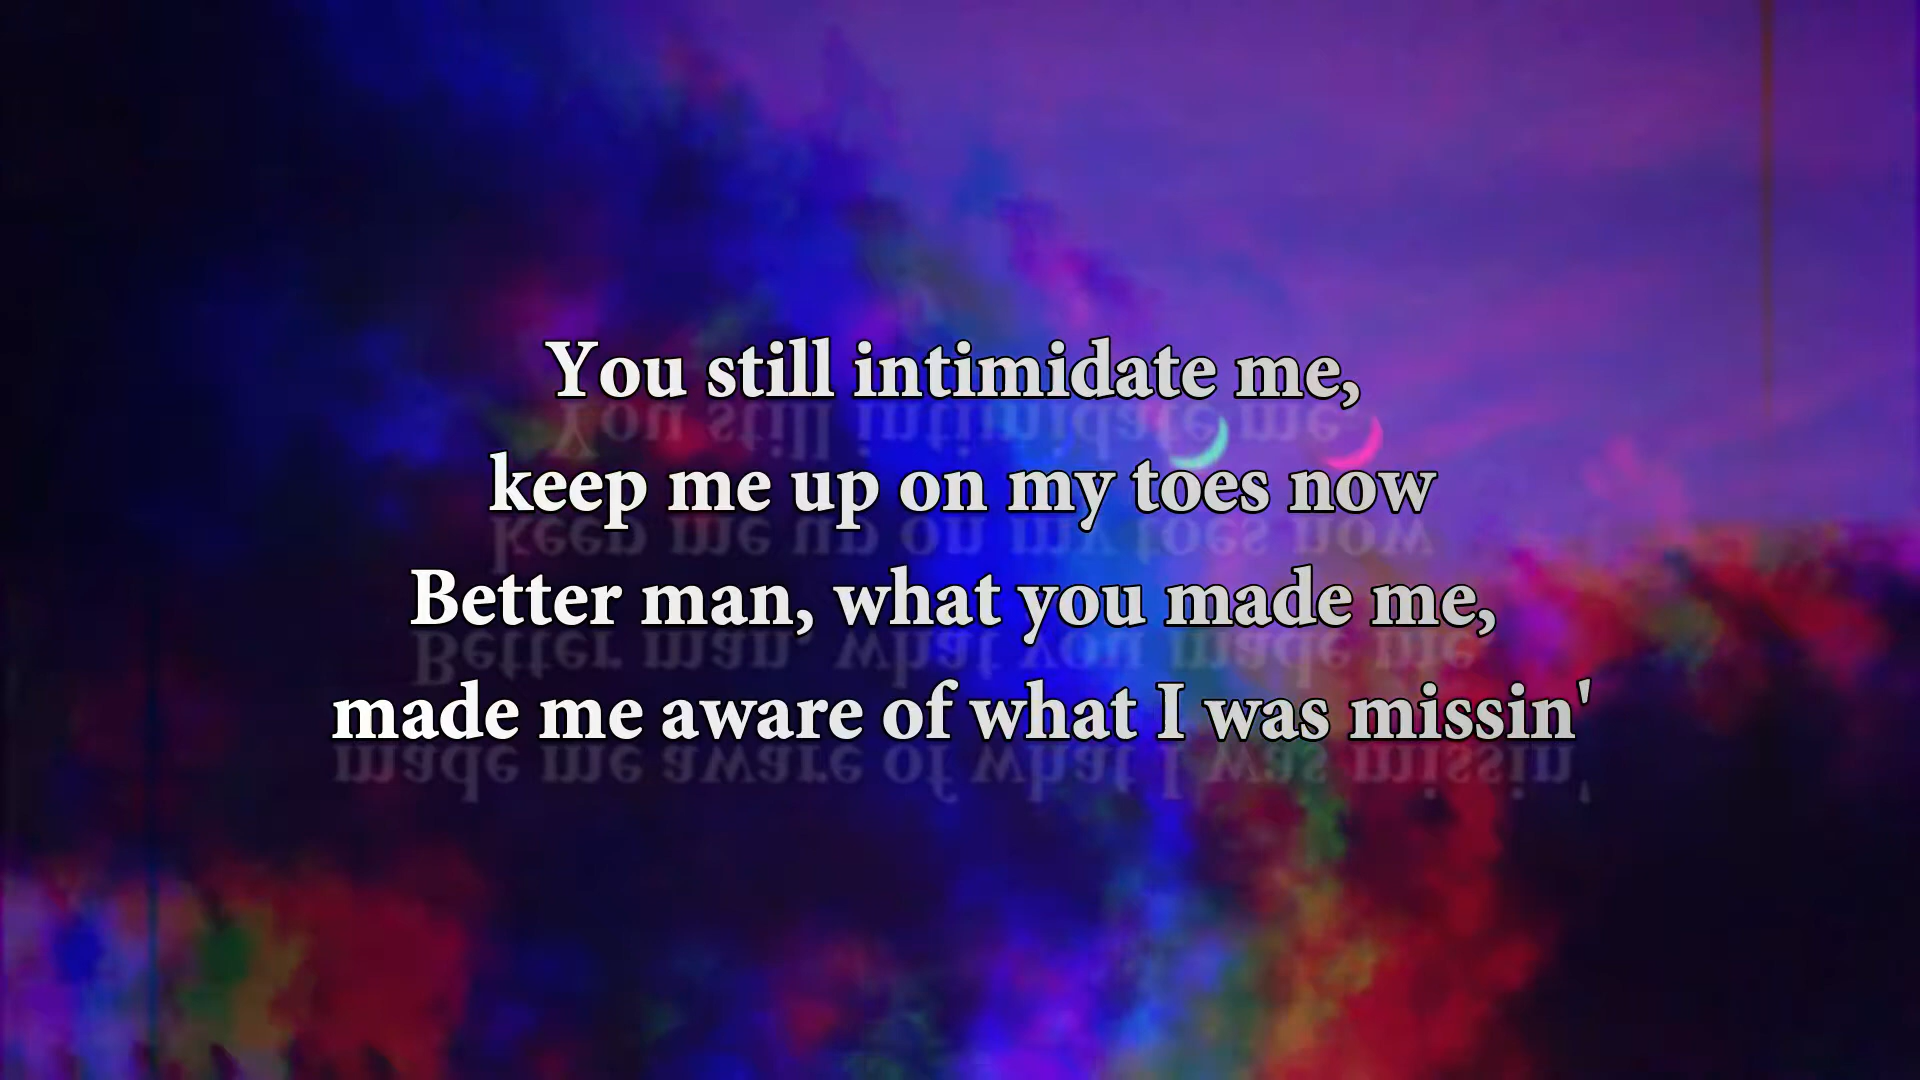 You still intimidate me,
keep me up on my toes now
Better man, what you made me,
made me aware of what I was missin'